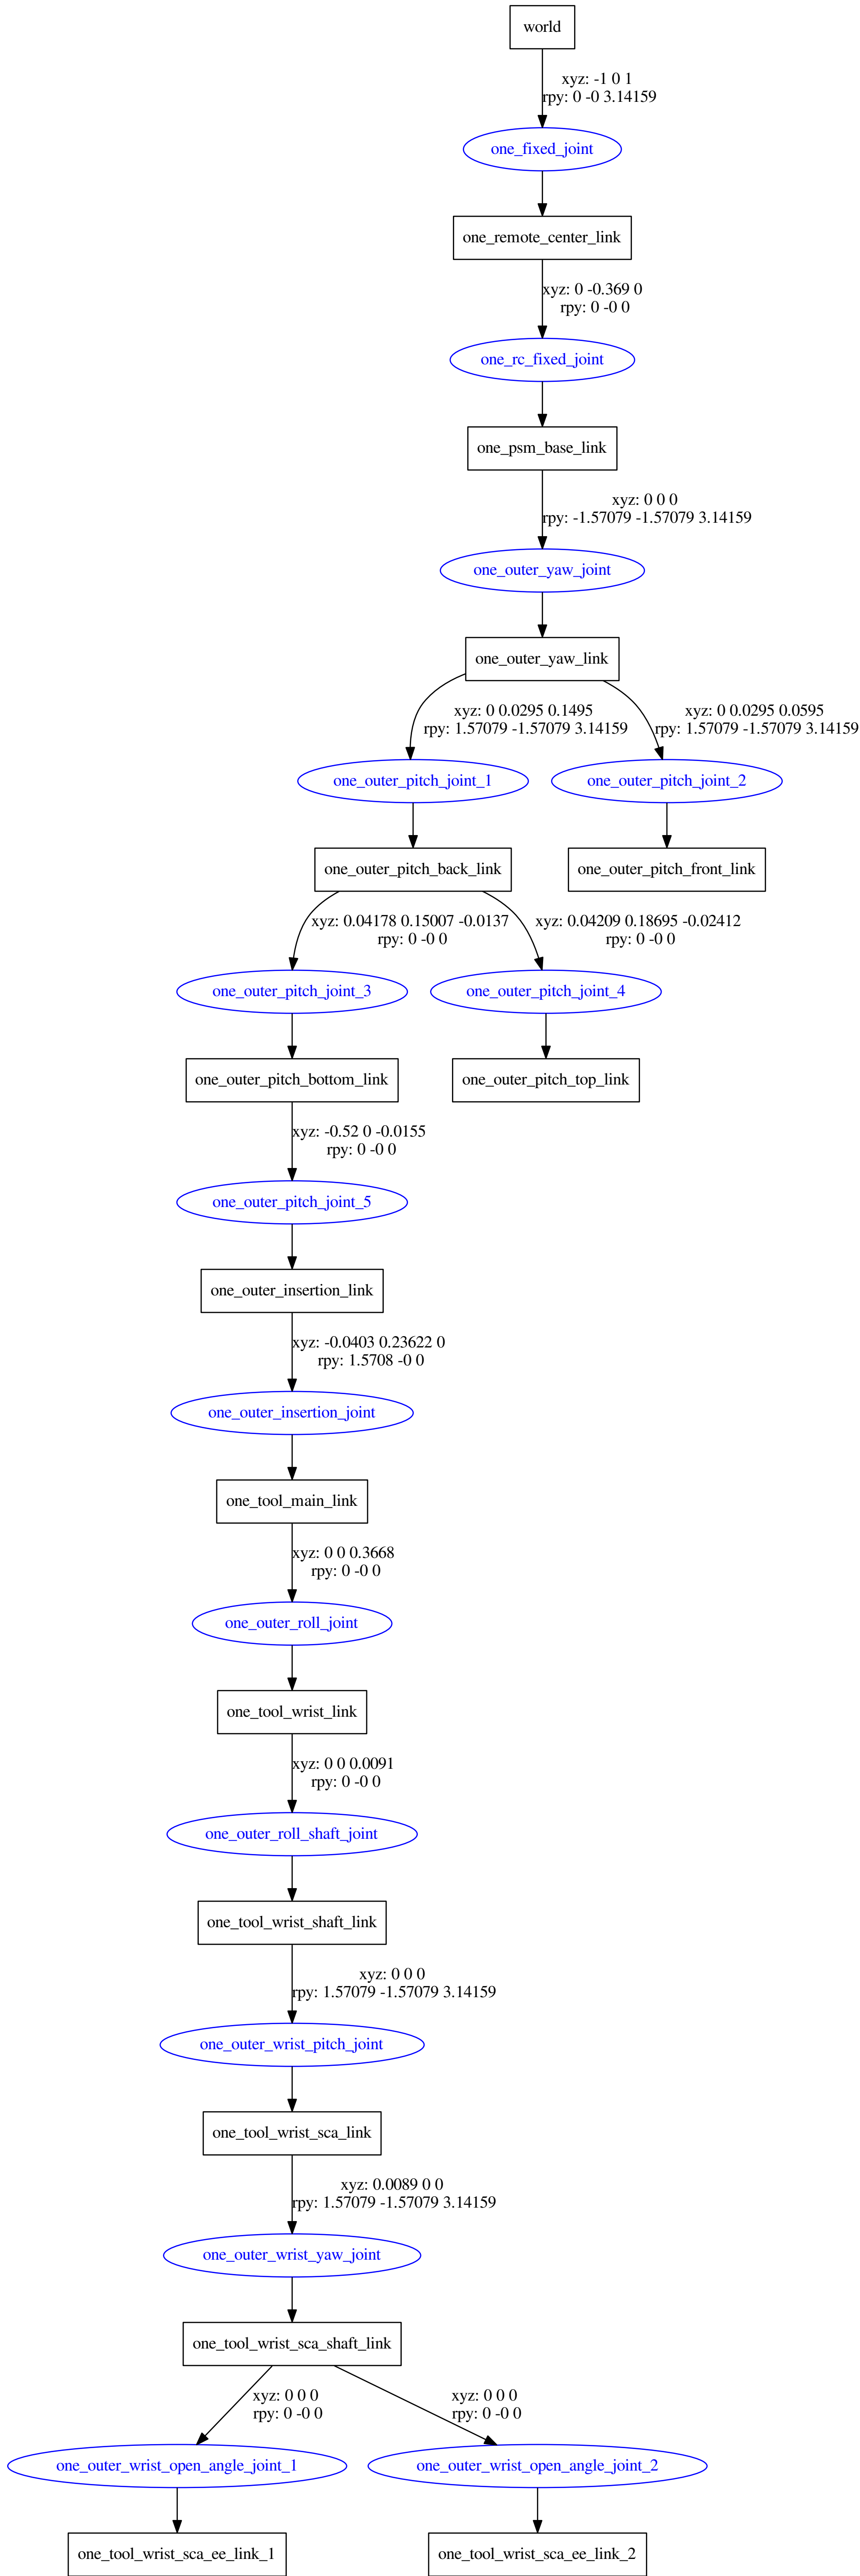 world
xyz: -1 0 1
rpy: 0 -0 3.14159
one_fixed_joint
one_remote_center_link
xyz: 0 -0.369 0
rpy: 0 -0 0
one_rc_fixed_joint
one_psm_base_link
xyz: 0 0 0
rpy: -1.57079 -1.57079 3.14159
one_outer_yaw_joint
one_outer_yaw_link
xyz: 0 0.0295 0.1495
rpy: 1.57079 -1.57079 3.14159
xyz: 0 0.0295 0.0595
rpy: 1.57079 -1.57079 3.14159
one_outer_pitch_joint_1
one_outer_pitch_joint_2
one_outer_pitch_back_link
one_outer_pitch_front_link
xyz: 0.04178 0.15007 -0.0137
rpy: 0 -0 0
xyz: 0.04209 0.18695 -0.02412
rpy: 0 -0 0
one_outer_pitch_joint_3
one_outer_pitch_joint_4
one_outer_pitch_bottom_link
one_outer_pitch_top_link
xyz: -0.52 0 -0.0155
rpy: 0 -0 0
one_outer_pitch_joint_5
one_outer_insertion_link
xyz: -0.0403 0.23622 0
rpy: 1.5708 -0 0
one_outer_insertion_joint
one_tool_main_link
xyz: 0 0 0.3668
rpy: 0 -0 0
one_outer_roll_joint
one_tool_wrist_link
xyz: 0 0 0.0091
rpy: 0 -0 0
one_outer_roll_shaft_joint
one_tool_wrist_shaft_link
xyz: 0 0 0
rpy: 1.57079 -1.57079 3.14159
one_outer_wrist_pitch_joint
one_tool_wrist_sca_link
xyz: 0.0089 0 0
rpy: 1.57079 -1.57079 3.14159
one_outer_wrist_yaw_joint
one_tool_wrist_sca_shaft_link
xyz: 0 0 0
rpy: 0 -0 0
xyz: 0 0 0
rpy: 0 -0 0
one_outer_wrist_open_angle_joint_1
one_outer_wrist_open_angle_joint_2
one_tool_wrist_sca_ee_link_1
one_tool_wrist_sca_ee_link_2